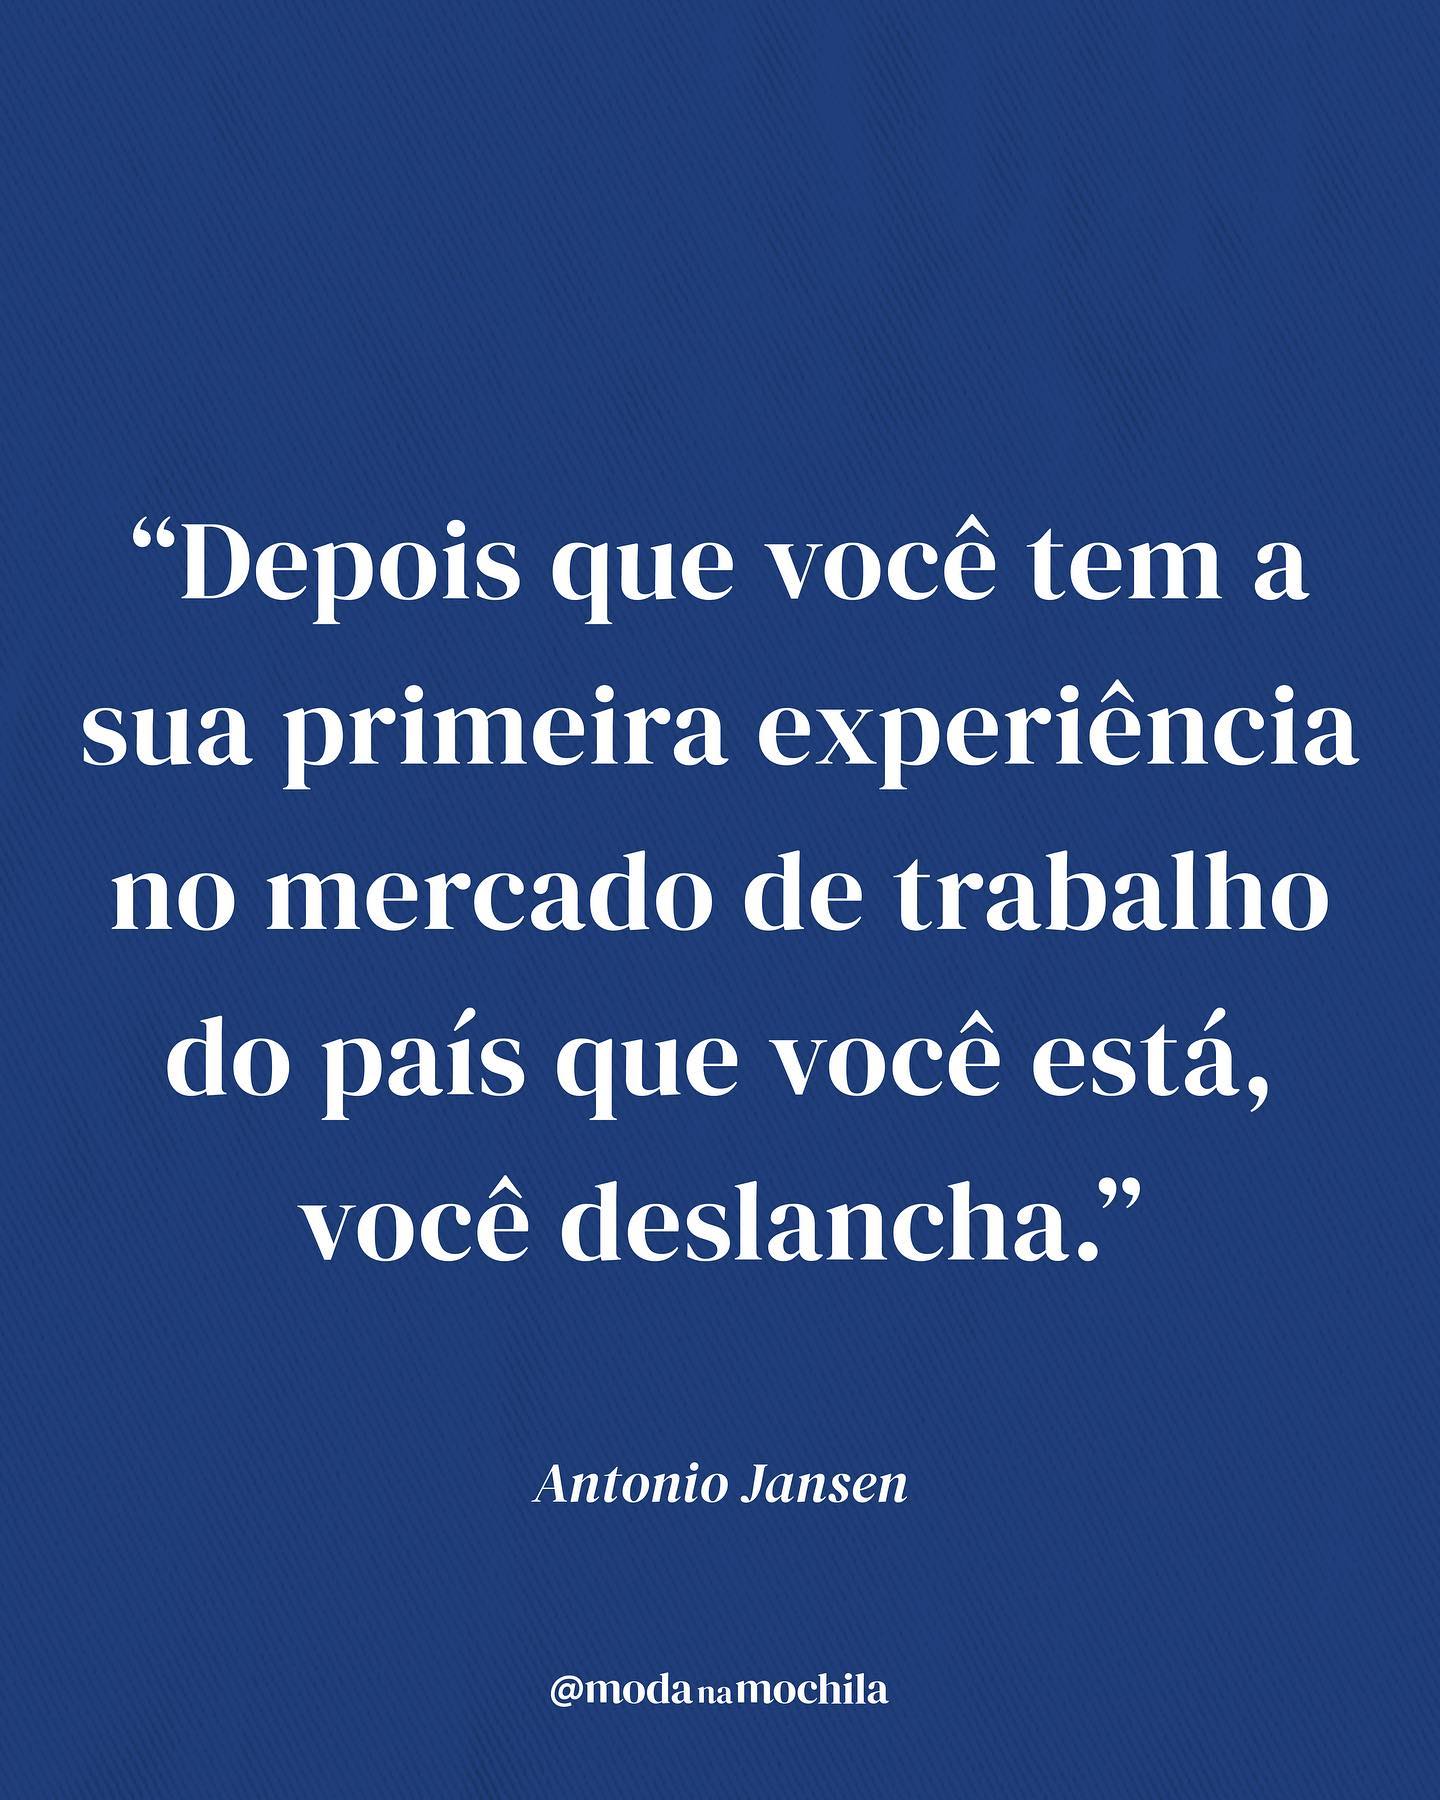 “Depois que você tem a
sua primeira experiência
no mercado de trabalho
do país que você está,
você deslancha.”
Antonio Jansen
@modanamochila